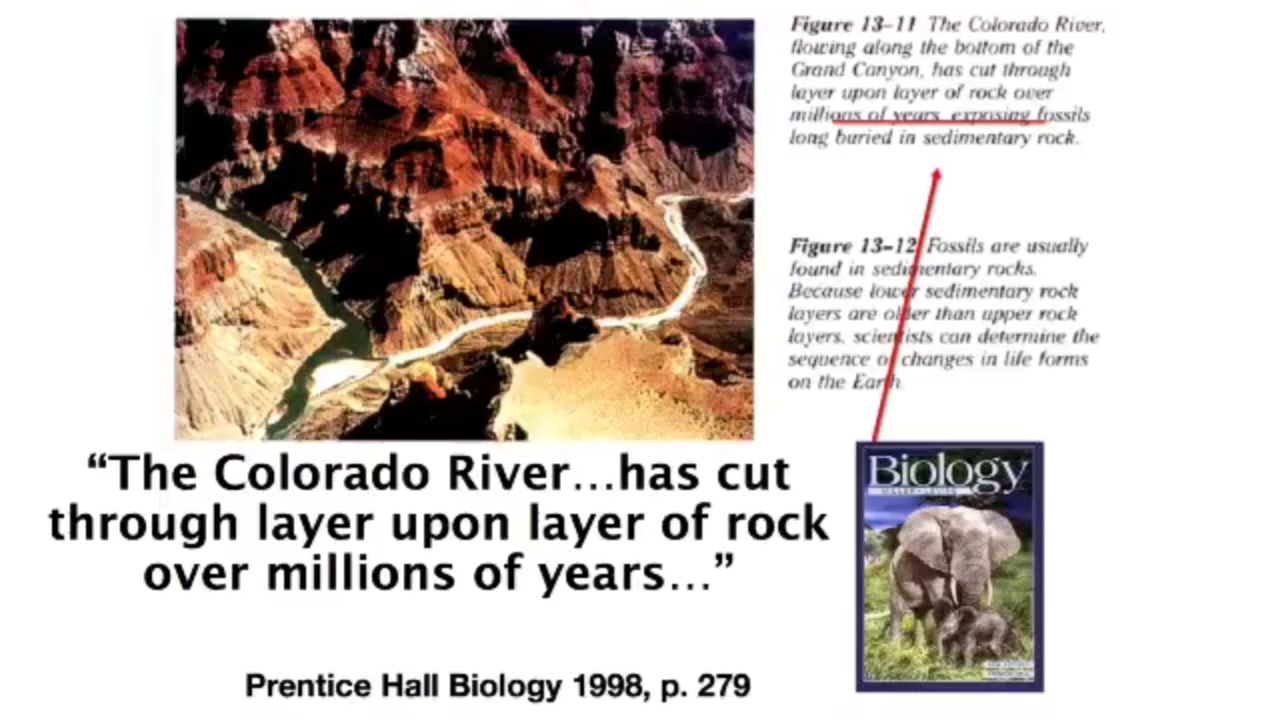 Figure 13–11 The Colorado River,
flowing along the bottom of the
Grand Canyon, has cut through
layer upon layer of rock over
millions of years, exposing fossils
long buried in sedimentary rock.
Figure 13–12 Fossils are usually
found in sedimentary rocks.
Because lower sedimentary rock
layers are older than upper rock
layers, scientists can determine the
sequence of changes in life forms
on the Earth.
“The Colorado River...has cut
through layer upon layer of rock
over millions of years...”
Biology
Prentice Hall Biology 1998, p. 279